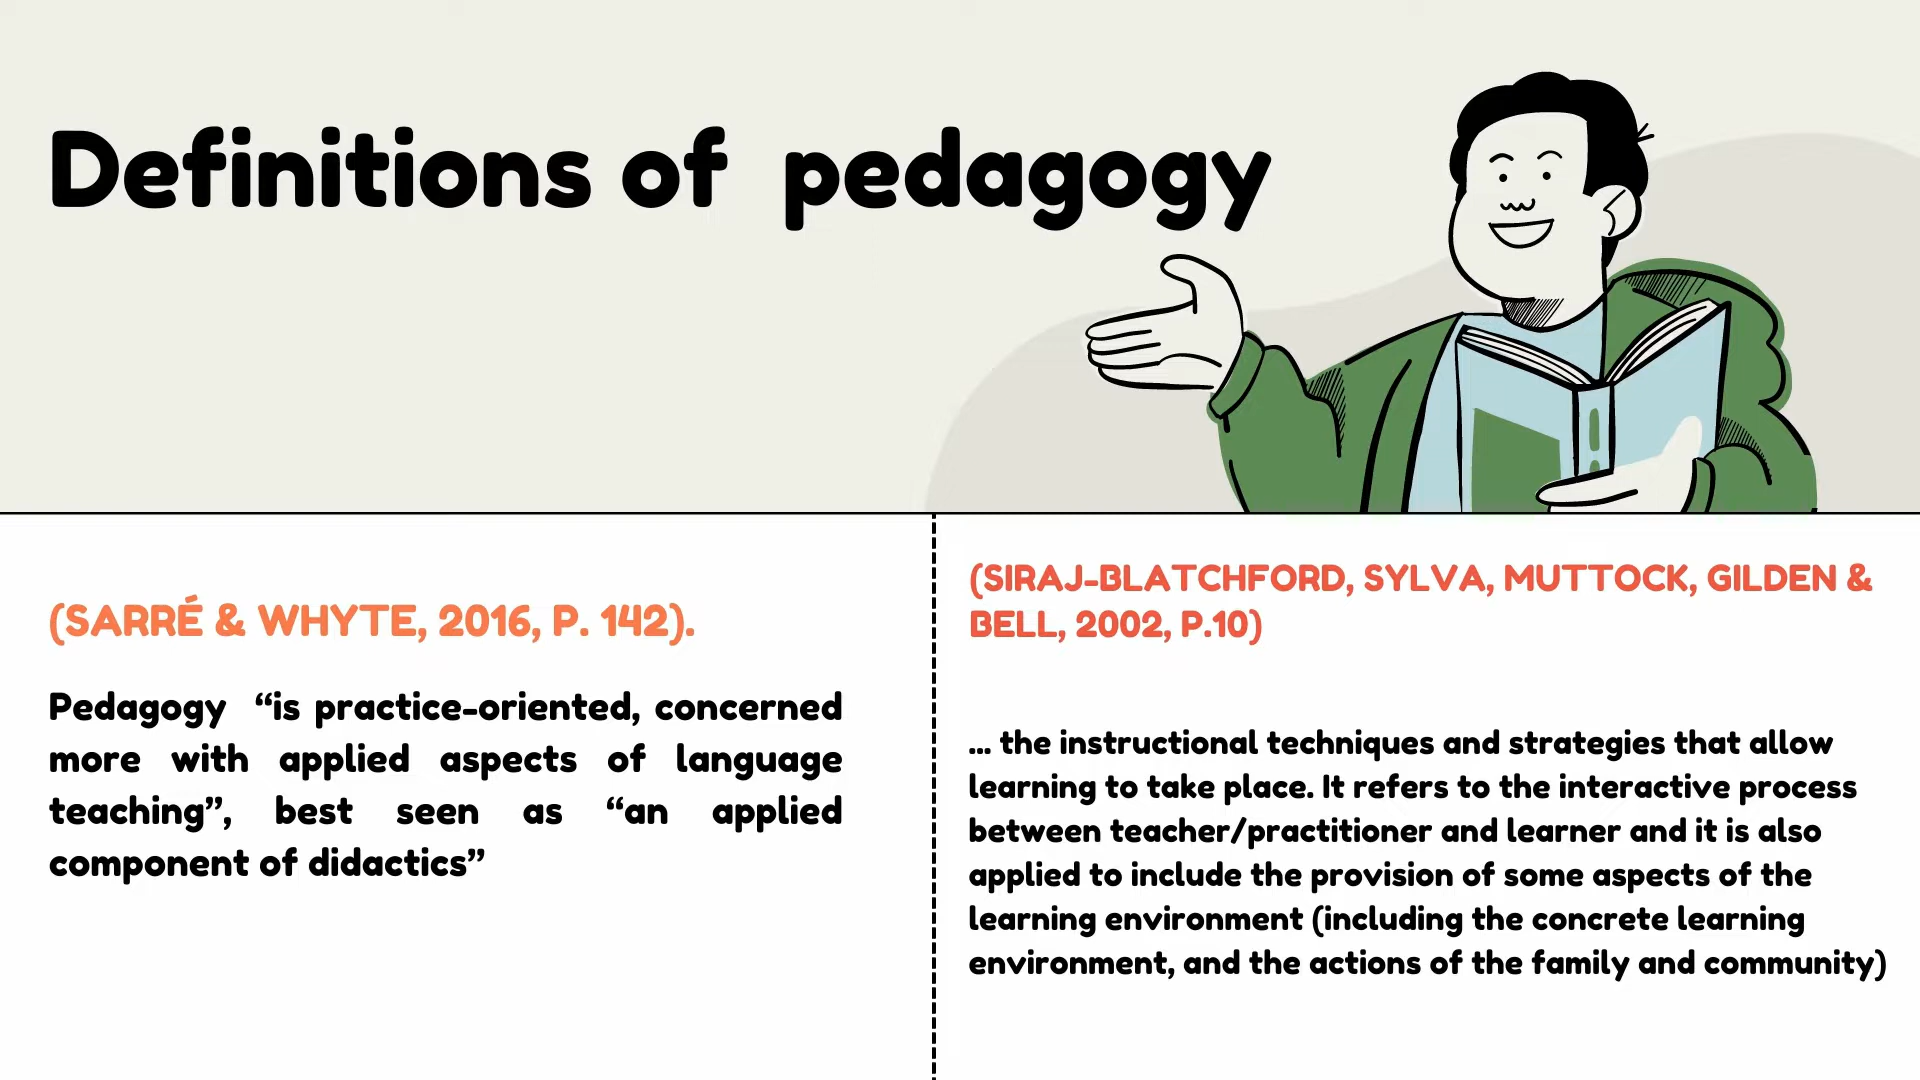 Definitions of  pedagogy
(SARRÉ & WHYTE, 2016, P. 142).
Pedagogy  “is practice-oriented, concerned
more with applied aspects of language
teaching”, best seen as “an applied
component of didactics”
(SIRAJ-BLATCHFORD, SYLVA, MUTTOCK, GILDEN &
BELL, 2002, P.10)
... the instructional techniques and strategies that allow
learning to take place. It refers to the interactive process
between teacher/practitioner and learner and it is also
applied to include the provision of some aspects of the
learning environment (including the concrete learning
environment, and the actions of the family and community)